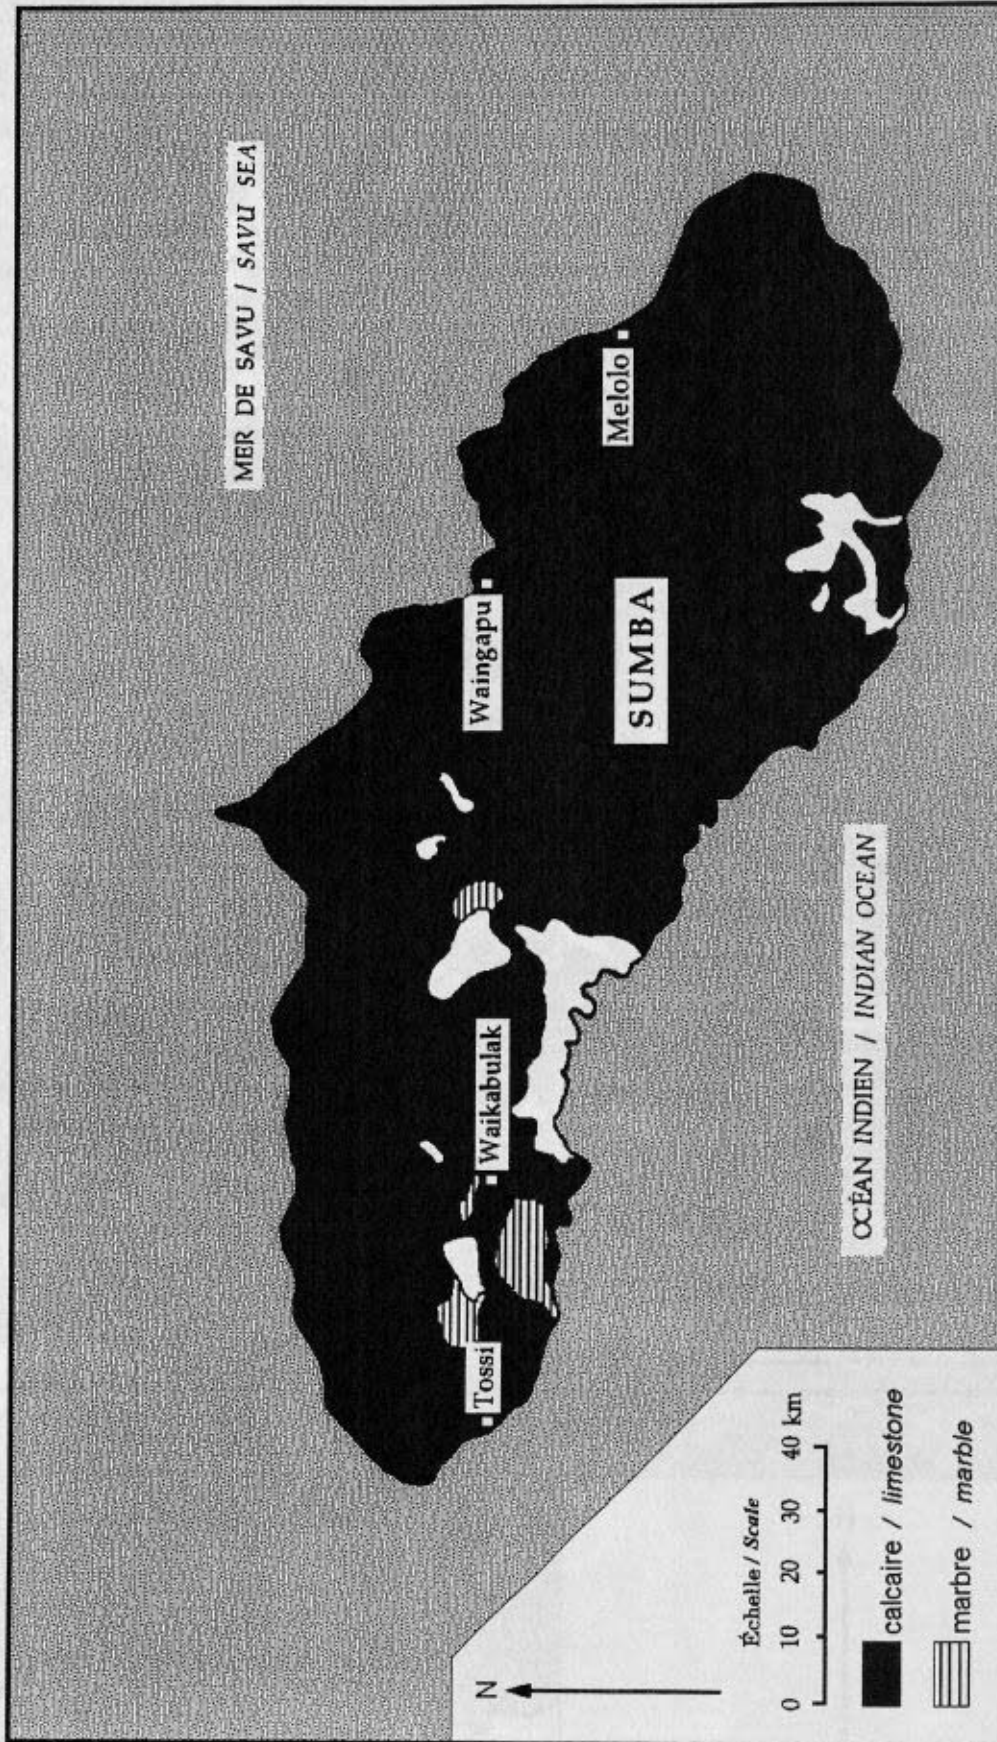 MER DE SAVU / SAVU SEA
Waingapu
Melolo
SUMBA
Waikabulak
Tossi
OCÉAN INDIEN / INDIAN OCEAN
N
Échelle / Scale
0 10 20 30 40 km
calcaire / limestone
marbre / marble